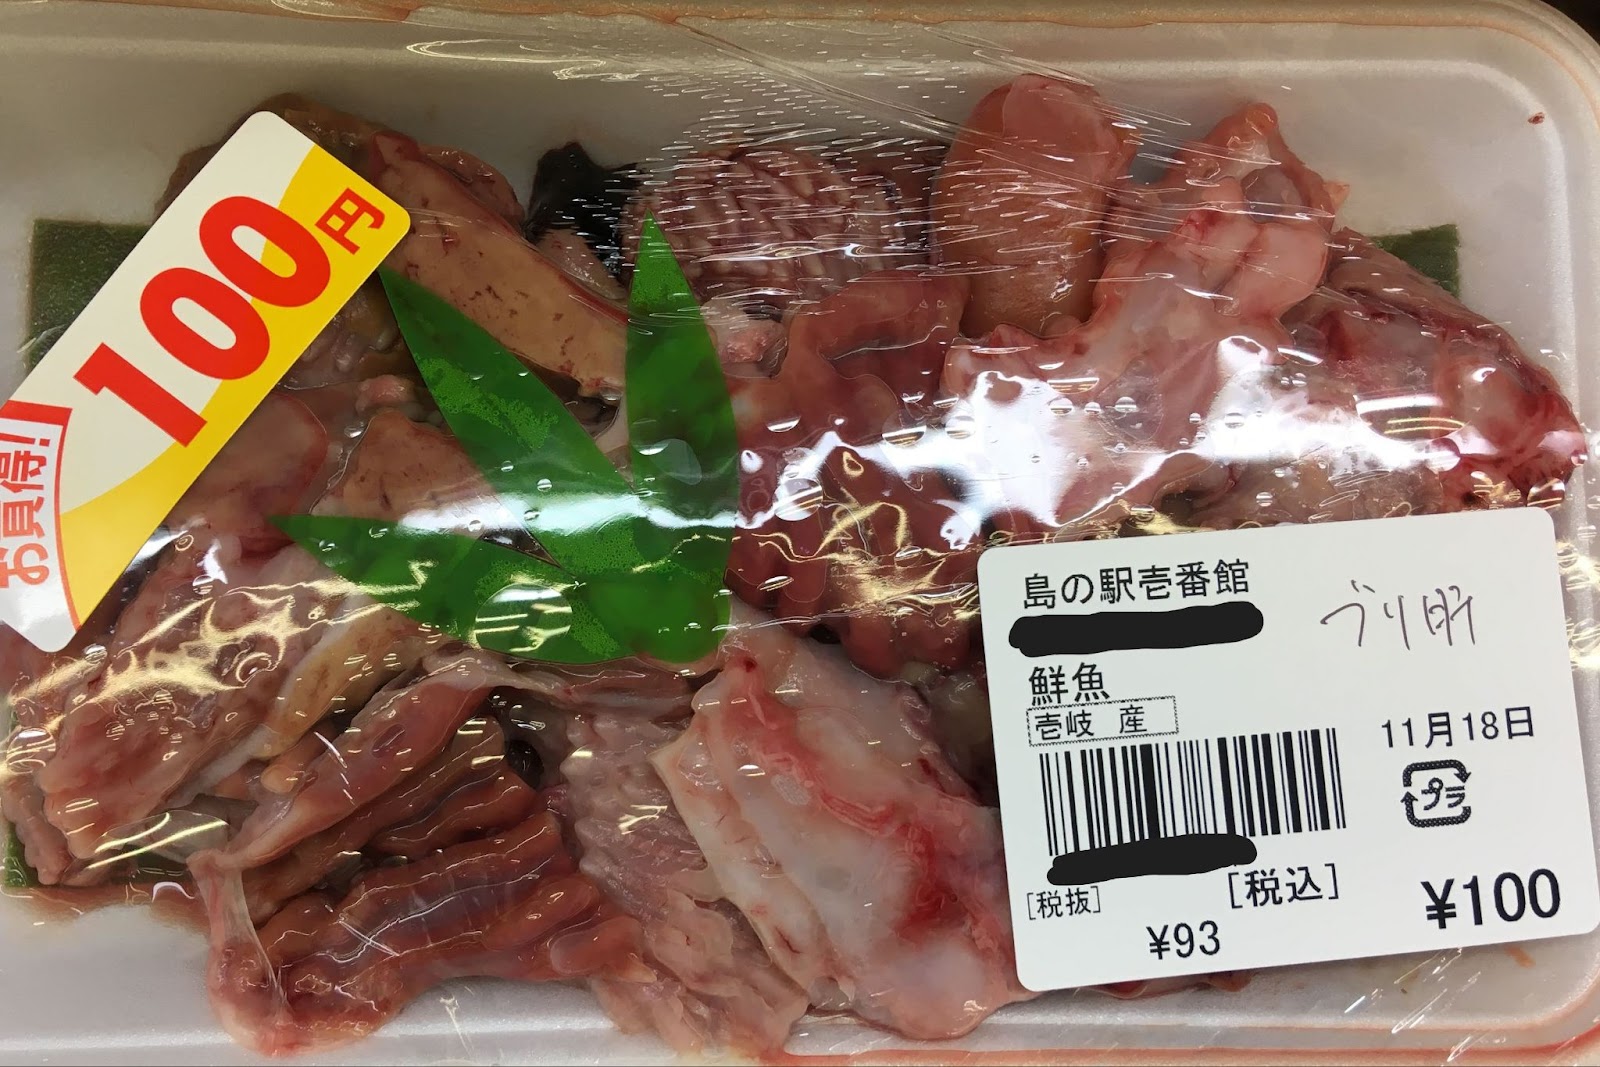 お買得!
100円
島の駅壱番館
ブリ
鮮魚
壱岐 産
11月18日
プラ
[税抜]
¥93
[税込]
¥100